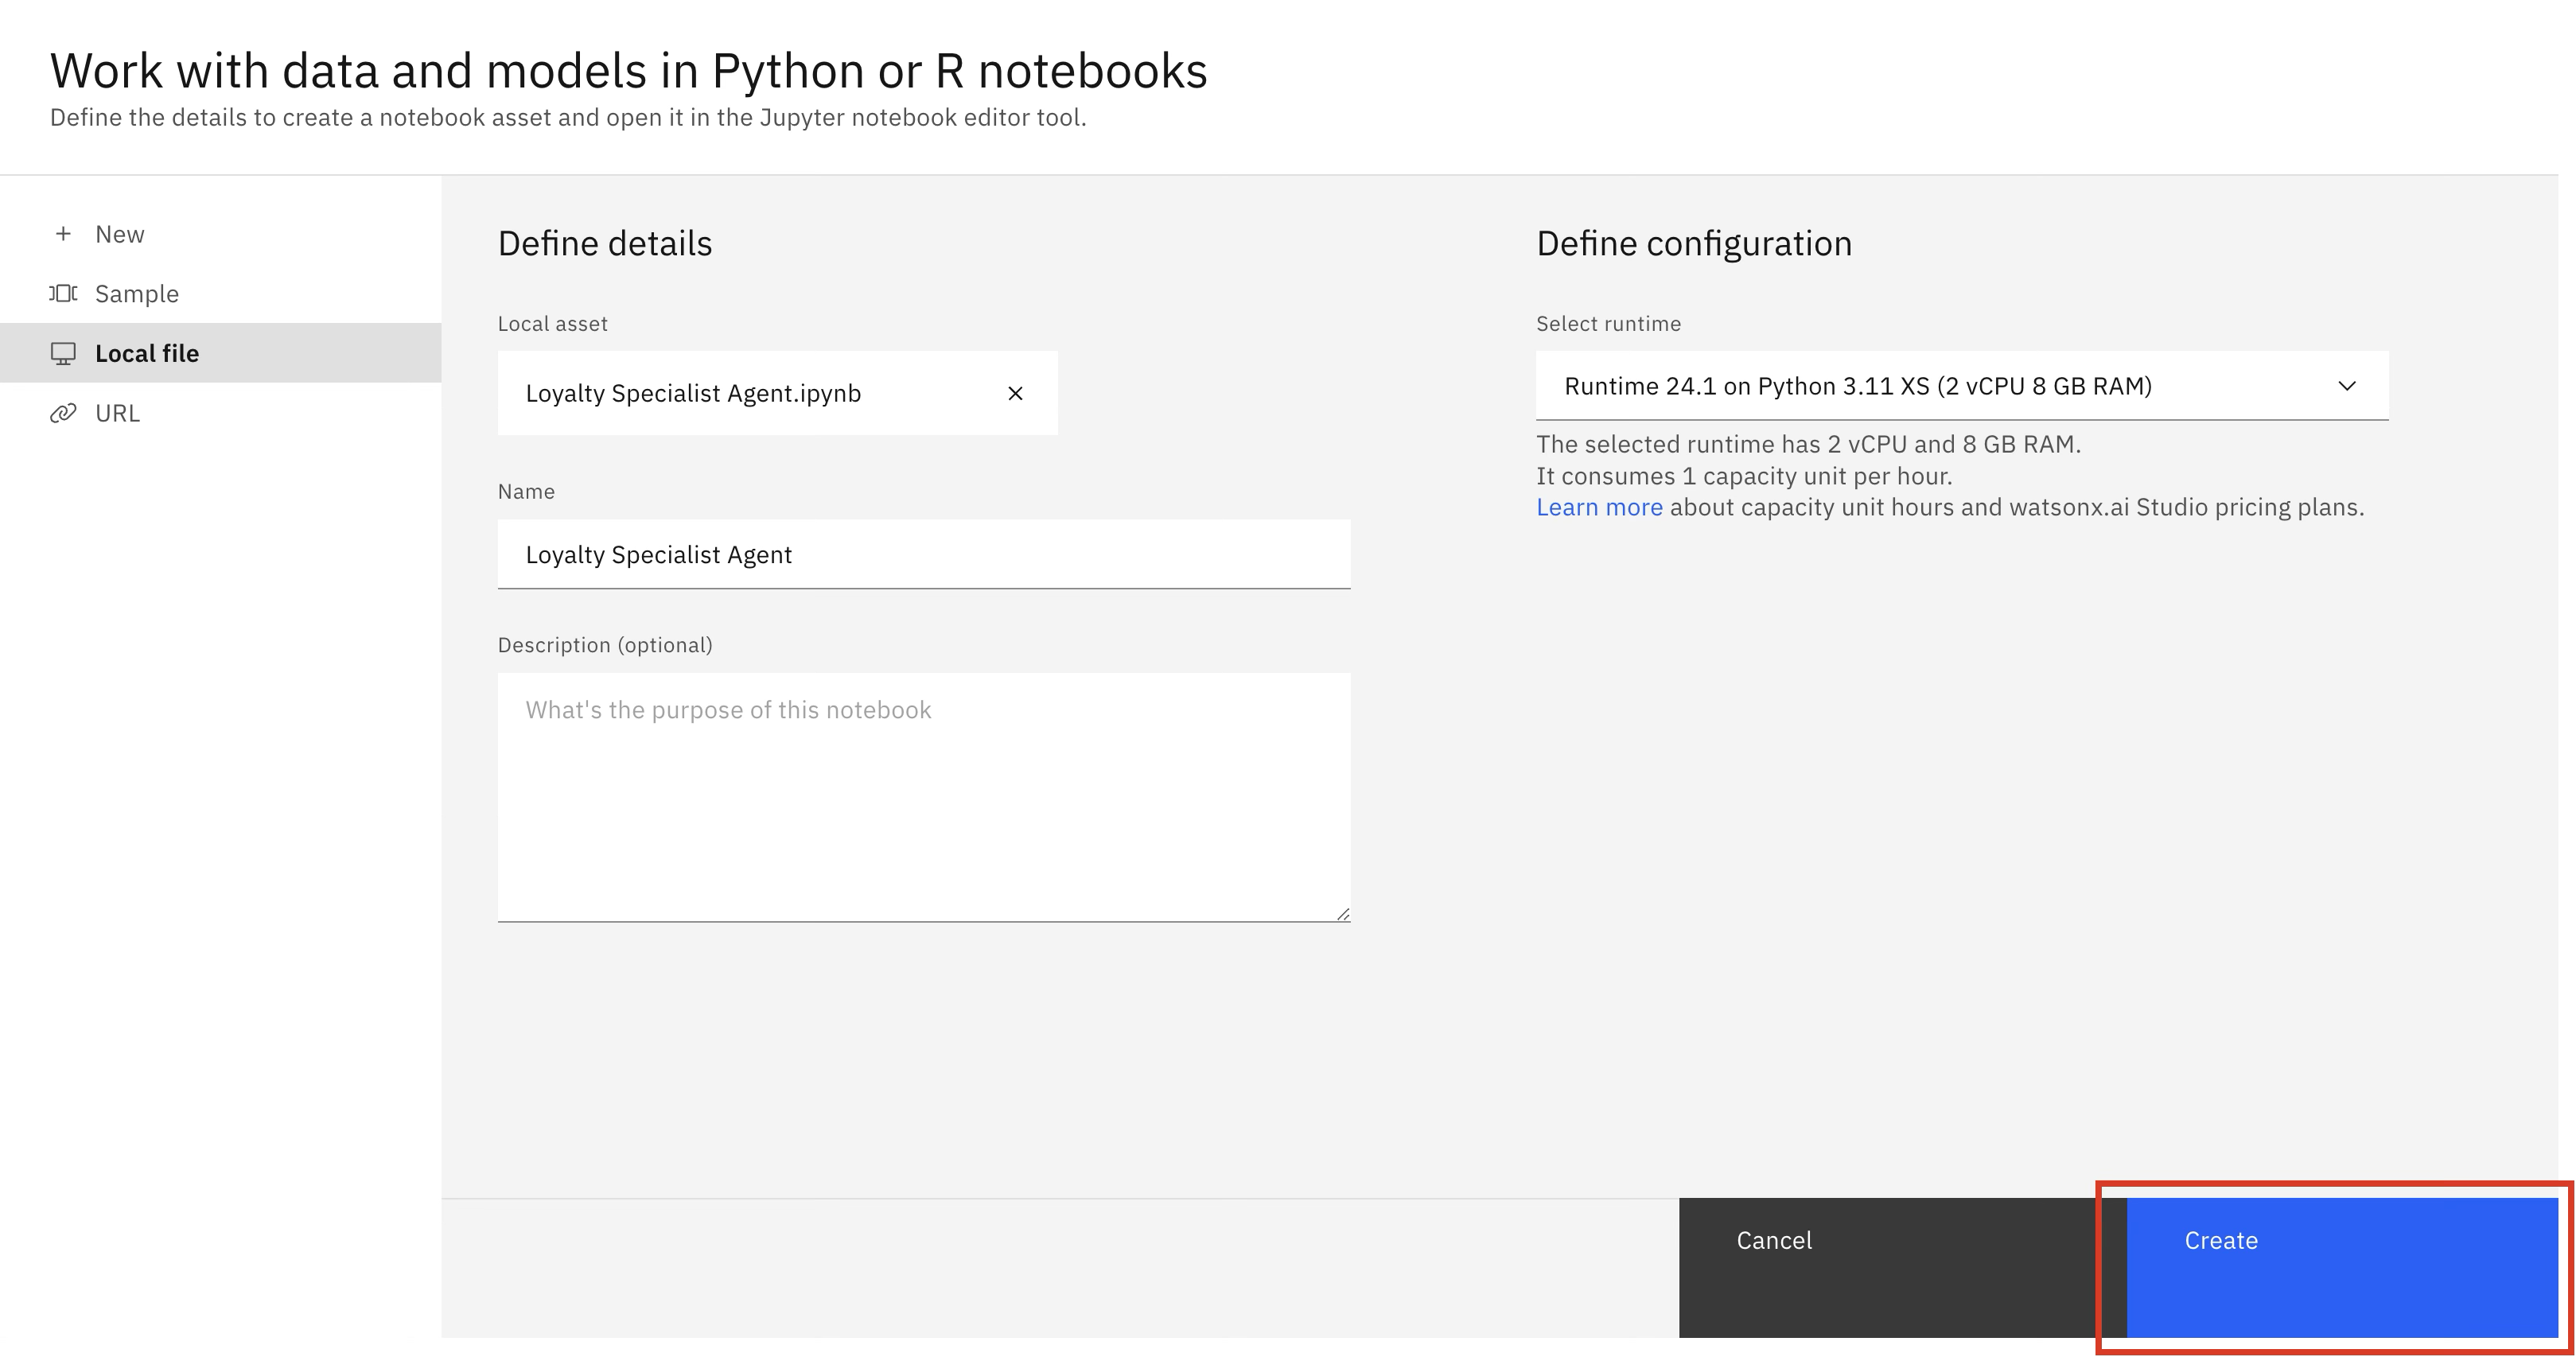 Work with data and models in Python or R notebooks
Define the details to create a notebook asset and open it in the Jupyter notebook editor tool.
New
Sample
Local file
URL
Define details
Local asset
Loyalty Specialist Agent.ipynb
Name
Loyalty Specialist Agent
Description (optional)
What's the purpose of this notebook
Define configuration
Select runtime
Runtime 24.1 on Python 3.11 XS (2 vCPU 8 GB RAM)
The selected runtime has 2 vCPU and 8 GB RAM.
It consumes 1 capacity unit per hour.
Learn more about capacity unit hours and watsonx.ai Studio pricing plans.
Cancel
Create